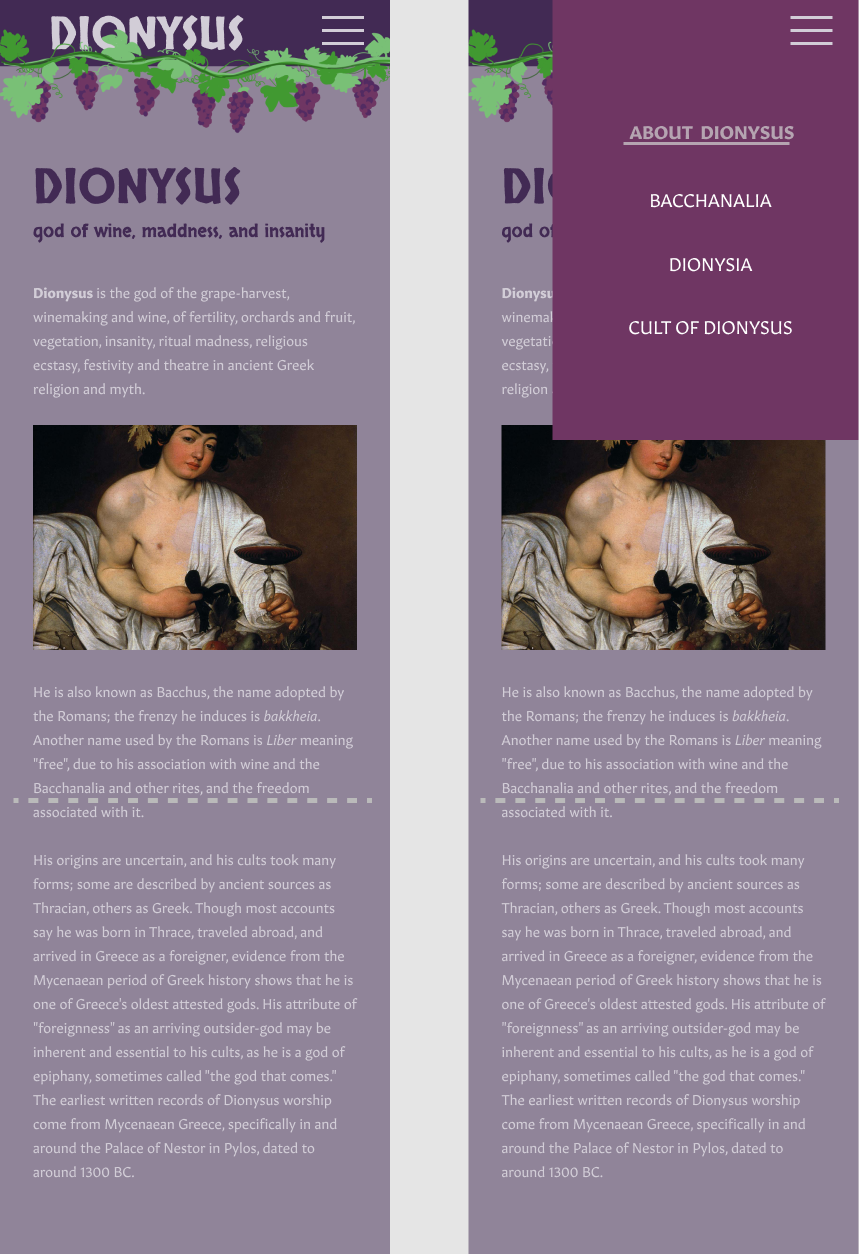 DIONYSUS
DIONYSUS
god of wine, maddness, and insanity
Dionysus is the god of the grape-harvest,
winemaking and wine, of fertility, orchards and fruit,
vegetation, insanity, ritual madness, religious
ecstasy, festivity and theatre in ancient Greek
religion and myth.
He is also known as Bacchus, the name adopted by
the Romans; the frenzy he induces is bakkheia.
Another name used by the Romans is Liber meaning
"free", due to his association with wine and the
Bacchanalia and other rites, and the freedom
associated with it.
His origins are uncertain, and his cults took many
forms; some are described by ancient sources as
Thracian, others as Greek. Though most accounts
say he was born in Thrace, traveled abroad, and
arrived in Greece as a foreigner, evidence from the
Mycenaean period of Greek history shows that he is
one of Greece's oldest attested gods. His attribute of
"foreignness" as an arriving outsider-god may be
inherent and essential to his cults, as he is a god of
epiphany, sometimes called "the god that comes."
The earliest written records of Dionysus worship
come from Mycenaean Greece, specifically in and
around the Palace of Nestor in Pylos, dated to
around 1300 BC.
ABOUT DIONYSUS
BACCHANALIA
DIONYSIA
CULT OF DIONYSUS
DI
god of
Dionysu
winemak
vegetati
ecstasy,
religion
He is also known as Bacchus, the name adopted by
the Romans; the frenzy he induces is bakkheia.
Another name used by the Romans is Liber meaning
"free", due to his association with wine and the
Bacchanalia and other rites, and the freedom
associated with it.
His origins are uncertain, and his cults took many
forms; some are described by ancient sources as
Thracian, others as Greek. Though most accounts
say he was born in Thrace, traveled abroad, and
arrived in Greece as a foreigner, evidence from the
Mycenaean period of Greek history shows that he is
one of Greece's oldest attested gods. His attribute of
"foreignness" as an arriving outsider-god may be
inherent and essential to his cults, as he is a god of
epiphany, sometimes called "the god that comes."
The earliest written records of Dionysus worship
come from Mycenaean Greece, specifically in and
around the Palace of Nestor in Pylos, dated to
around 1300 BC.